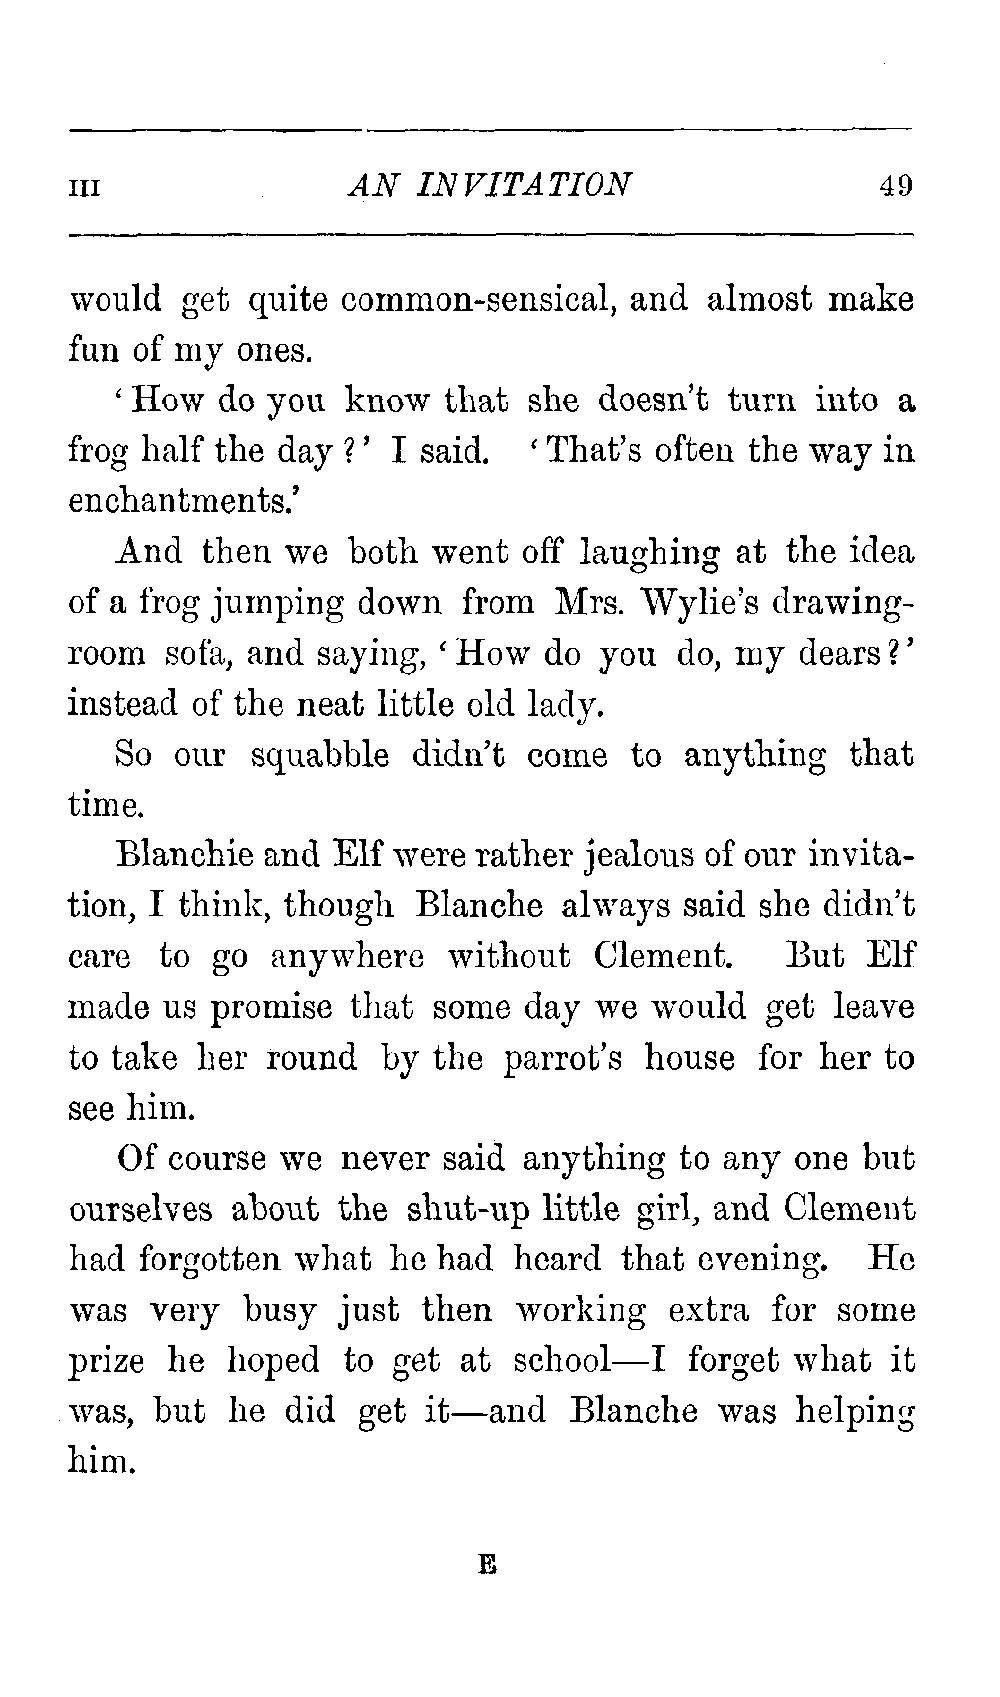 III AN INVITATION 49
would get quite common-sensical, and almost make
fun of my ones.
‘How do you know that she doesn’t turn into a
frog half the day?’ I said. ‘That’s often the way in
enchantments.’
And then we both went off laughing at the idea
of a frog jumping down from Mrs. Wylie’s drawing-
room sofa, and saying, ‘How do you do, my dears?’
instead of the neat little old lady.
So our squabble didn’t come to anything that
time.
Blanchie and Elf were rather jealous of our invita-
tion, I think, though Blanche always said she didn’t
care to go anywhere without Clement. But Elf
made us promise that some day we would get leave
to take her round by the parrot’s house for her to
see him.
Of course we never said anything to any one but
ourselves about the shut-up little girl, and Clement
had forgotten what he had heard that evening. He
was very busy just then working extra for some
prize he hoped to get at school—I forget what it
was, but he did get it—and Blanche was helping
him.
E